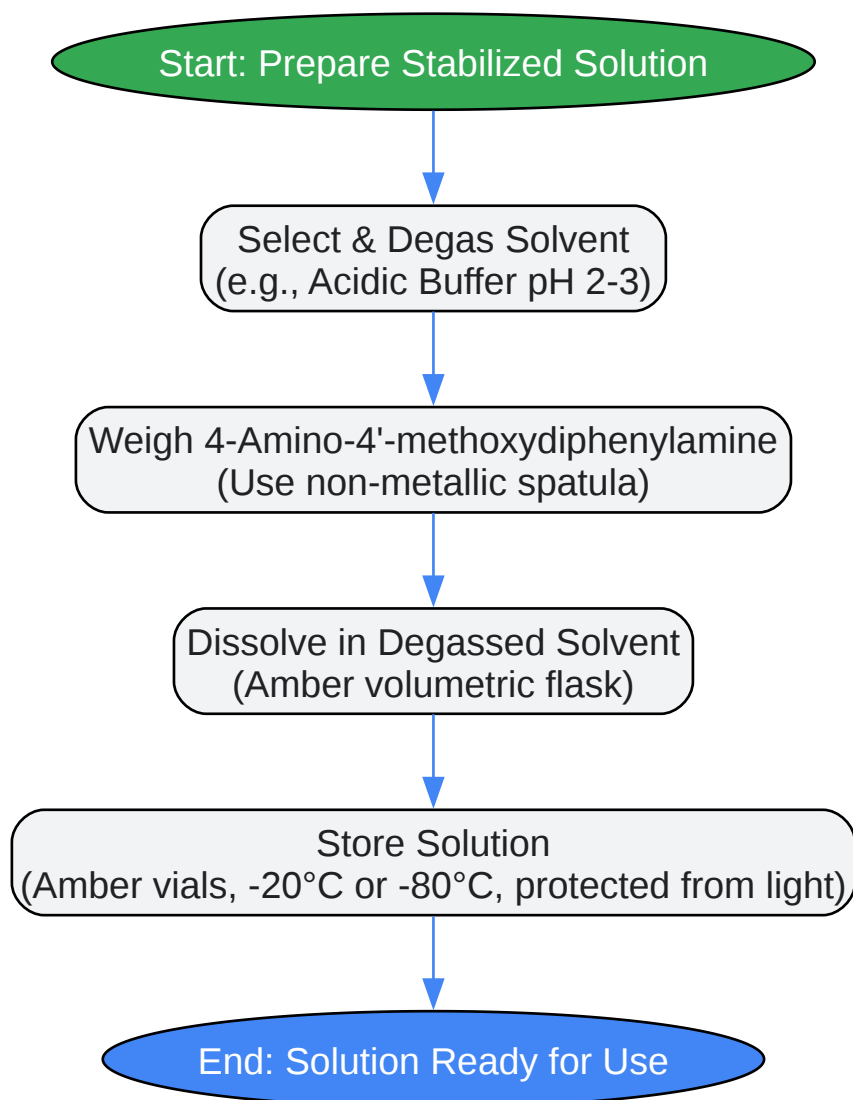 Start: Prepare Stabilized Solution
Select & Degas Solvent
(e.g., Acidic Buffer pH 2-3)
Weigh 4-Amino-4'-methoxydiphenylamine
(Use non-metallic spatula)
Dissolve in Degassed Solvent
(Amber volumetric flask)
Store Solution
(Amber vials, -20°C or -80°C, protected from light)
End: Solution Ready for Use